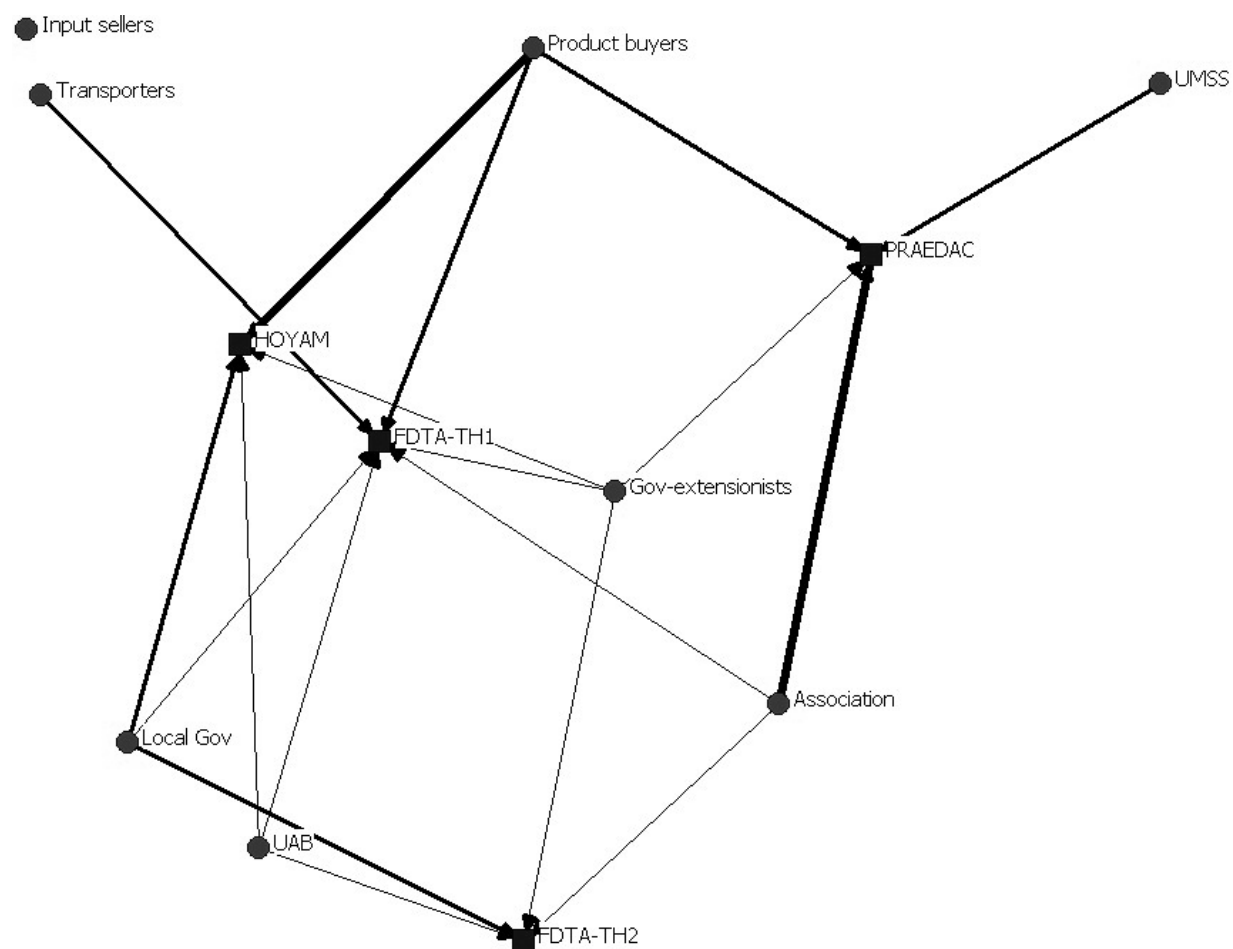 Input sellers
Product buyers
Transporters
UMSS
PRAEDAC
HOYAM
FDTA-TH1
Gov-extensionists
Association
Local Gov
UAB
FDTA-TH2